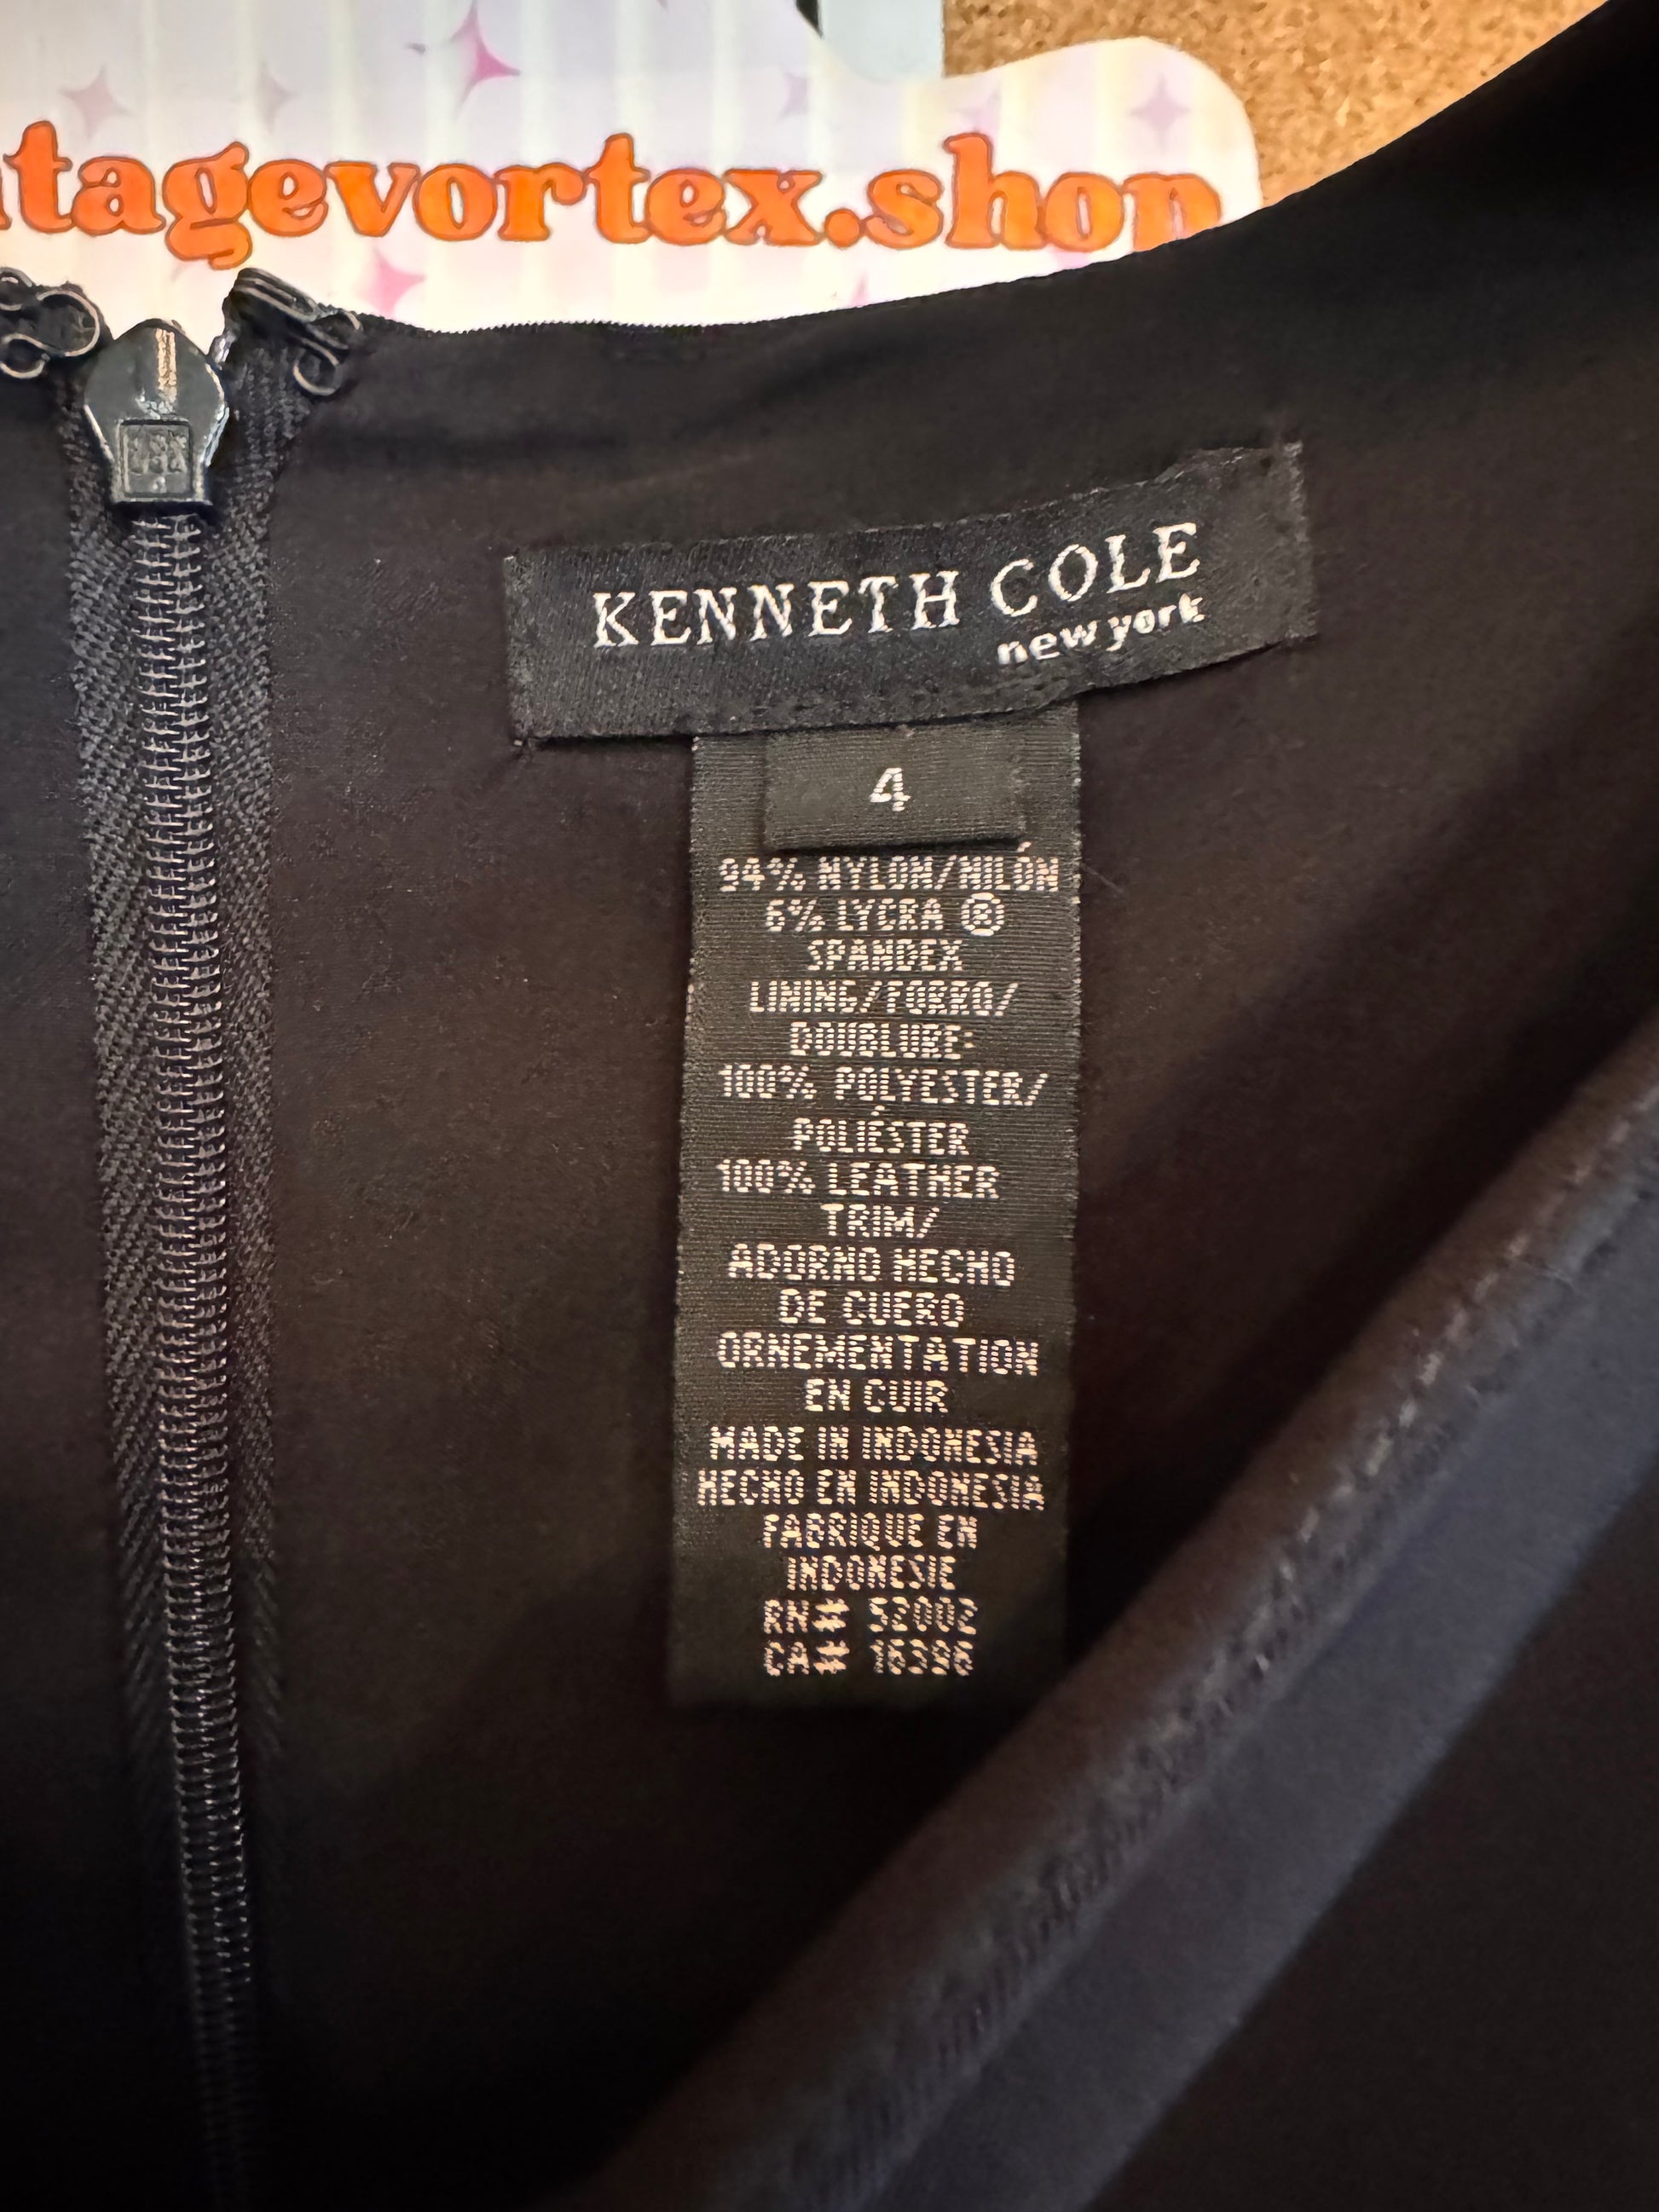 tagevortex.shop
KENNETH COLE
new york
4
94% NYLON/NILÓN
6% LYCRA ®
SPANDEX
LINING/FORRO/
DOUBLURE:
100% POLYESTER/
POLIÉSTER
100% LEATHER
TRIM/
ADORNO HECHO
DE CUERO
ORNEMENTATION
EN CUIR
MADE IN INDONESIA
HECHO EN INDONESIA
FABRIQUE EN
INDONESIE
RN# 52002
CA# 16396